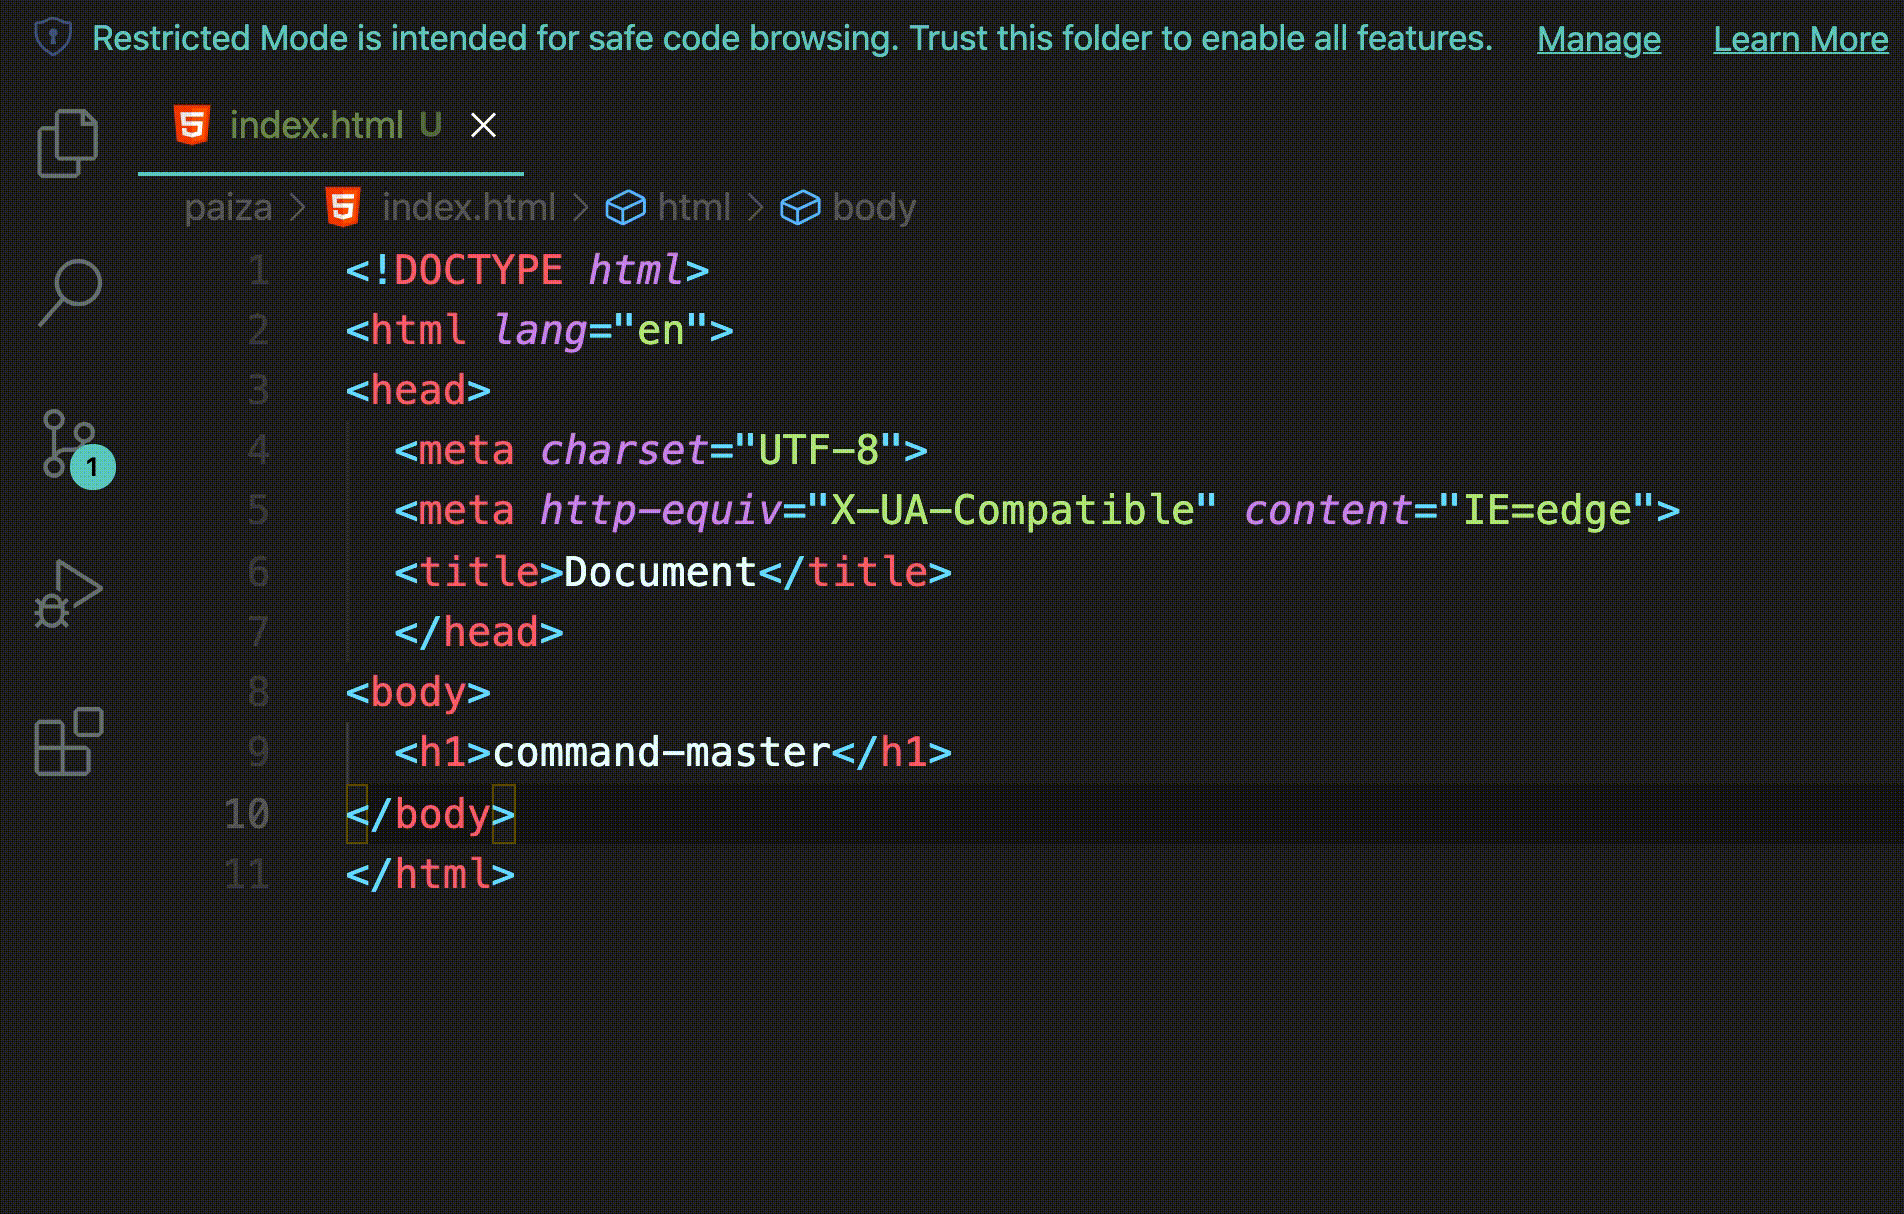 Restricted Mode is intended for safe code browsing. Trust this folder to enable all features. Manage Learn More
index.html U
paiza > index.html > html > body
1 <!DOCTYPE html>
2 <html lang="en">
3 <head>
4   <meta charset="UTF-8">
5   <meta http-equiv="X-UA-Compatible" content="IE=edge">
6   <title>Document</title>
7   </head>
8 <body>
9   <h1>command-master</h1>
10 </body>
11 </html>
1